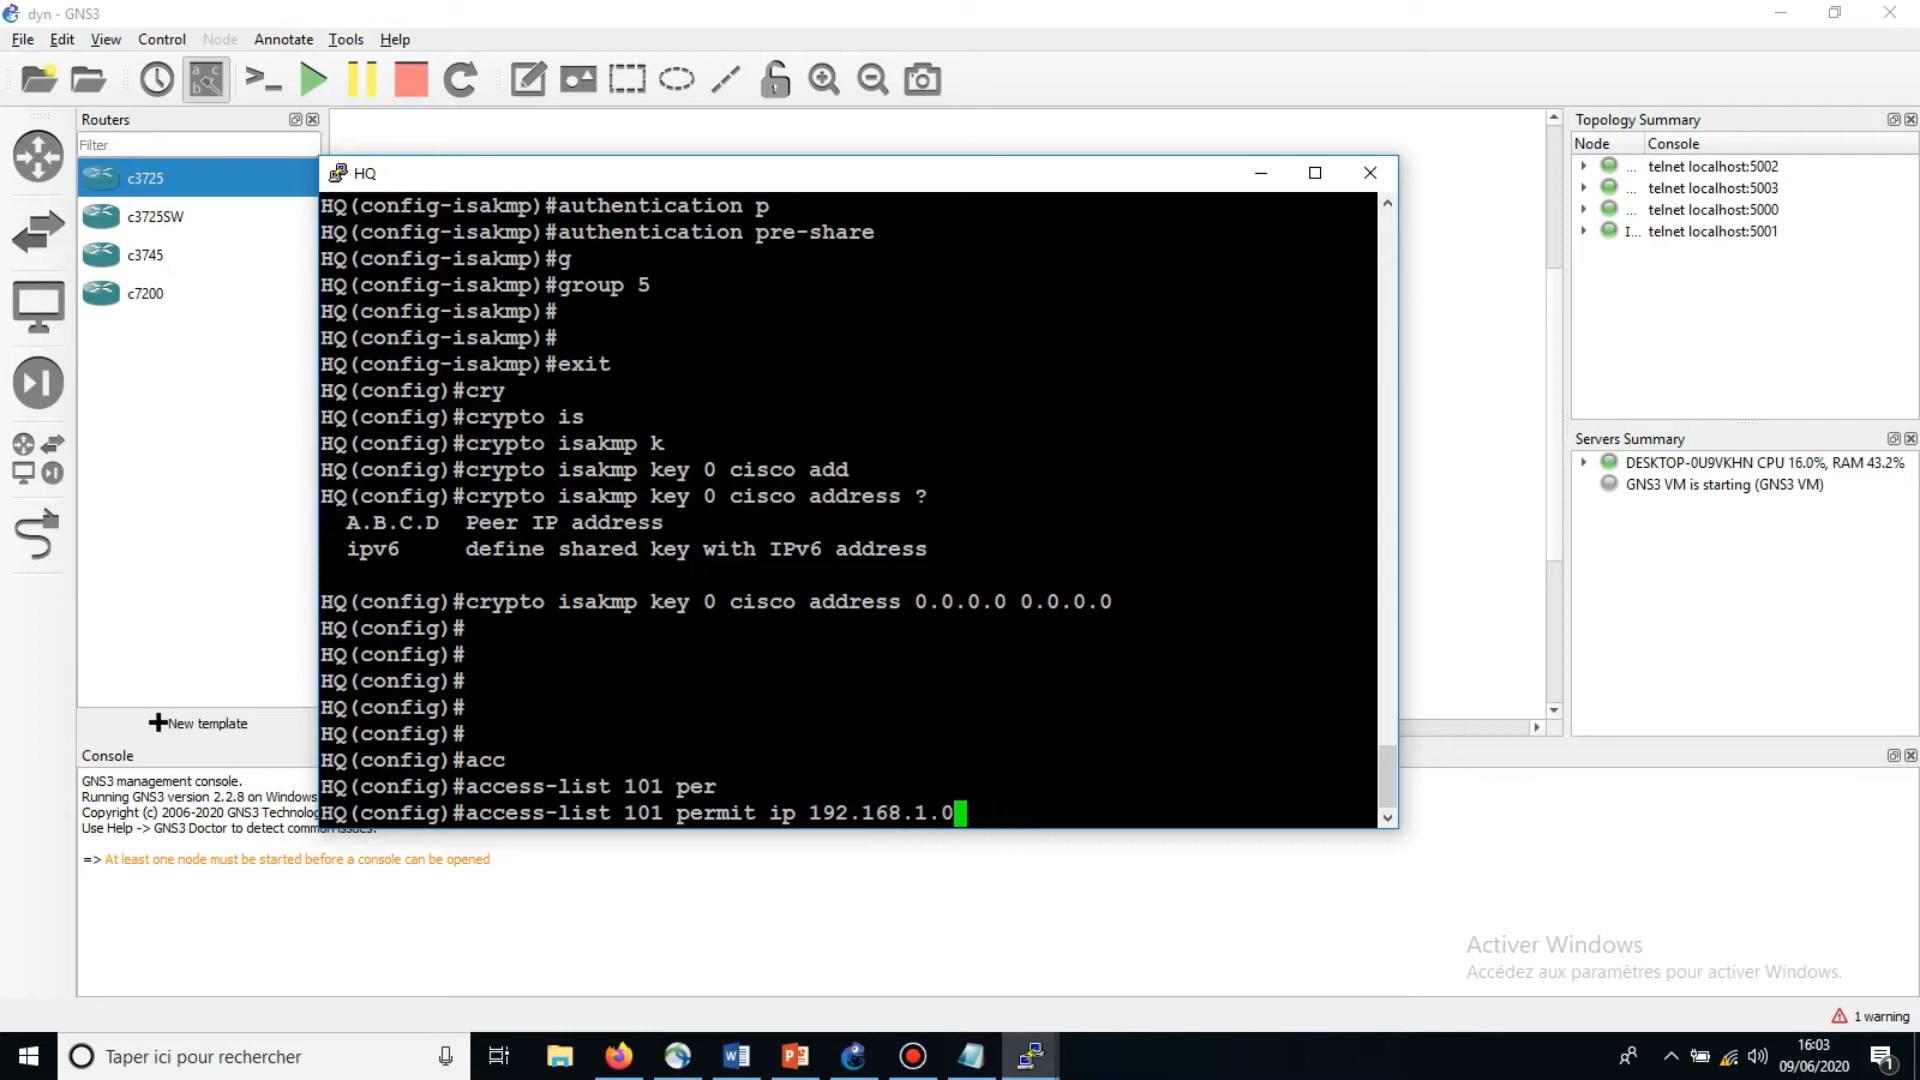 dyn - GNS3
File Edit View Control Node Annotate Tools Help
Routers
Filter
c3725
c3725SW
c3745
c7200
New template
HQ
HQ(config-isakmp)#authentication p
HQ(config-isakmp)#authentication pre-share
HQ(config-isakmp)#g
HQ(config-isakmp)#group 5
HQ(config-isakmp)#
HQ(config-isakmp)#
HQ(config-isakmp)#exit
HQ(config)#cry
HQ(config)#crypto is
HQ(config)#crypto isakmp k
HQ(config)#crypto isakmp key 0 cisco add
HQ(config)#crypto isakmp key 0 cisco address ?
A.B.C.D Peer IP address
ipv6 define shared key with IPv6 address
HQ(config)#crypto isakmp key 0 cisco address 0.0.0.0 0.0.0.0
HQ(config)#
HQ(config)#
HQ(config)#
HQ(config)#
HQ(config)#
HQ(config)#acc
HQ(config)#access-list 101 per
HQ(config)#access-list 101 permit ip 192.168.1.0
Topology Summary
Node Console
... telnet localhost:5002
... telnet localhost:5003
... telnet localhost:5000
I... telnet localhost:5001
Servers Summary
DESKTOP-0U9VKHN CPU 16.0%, RAM 43.2%
GNS3 VM is starting (GNS3 VM)
Console
GNS3 management console.
Running GNS3 version 2.2.8 on Windows
Copyright (c) 2006-2020 GNS3
Use Help -> GNS3 Doctor to detect
=> At least one node must be started before a console can be opened
Activer Windows
Accédez aux paramètres pour activer Windows.
1 warning
Taper ici pour rechercher
16:03
09/06/2020
1